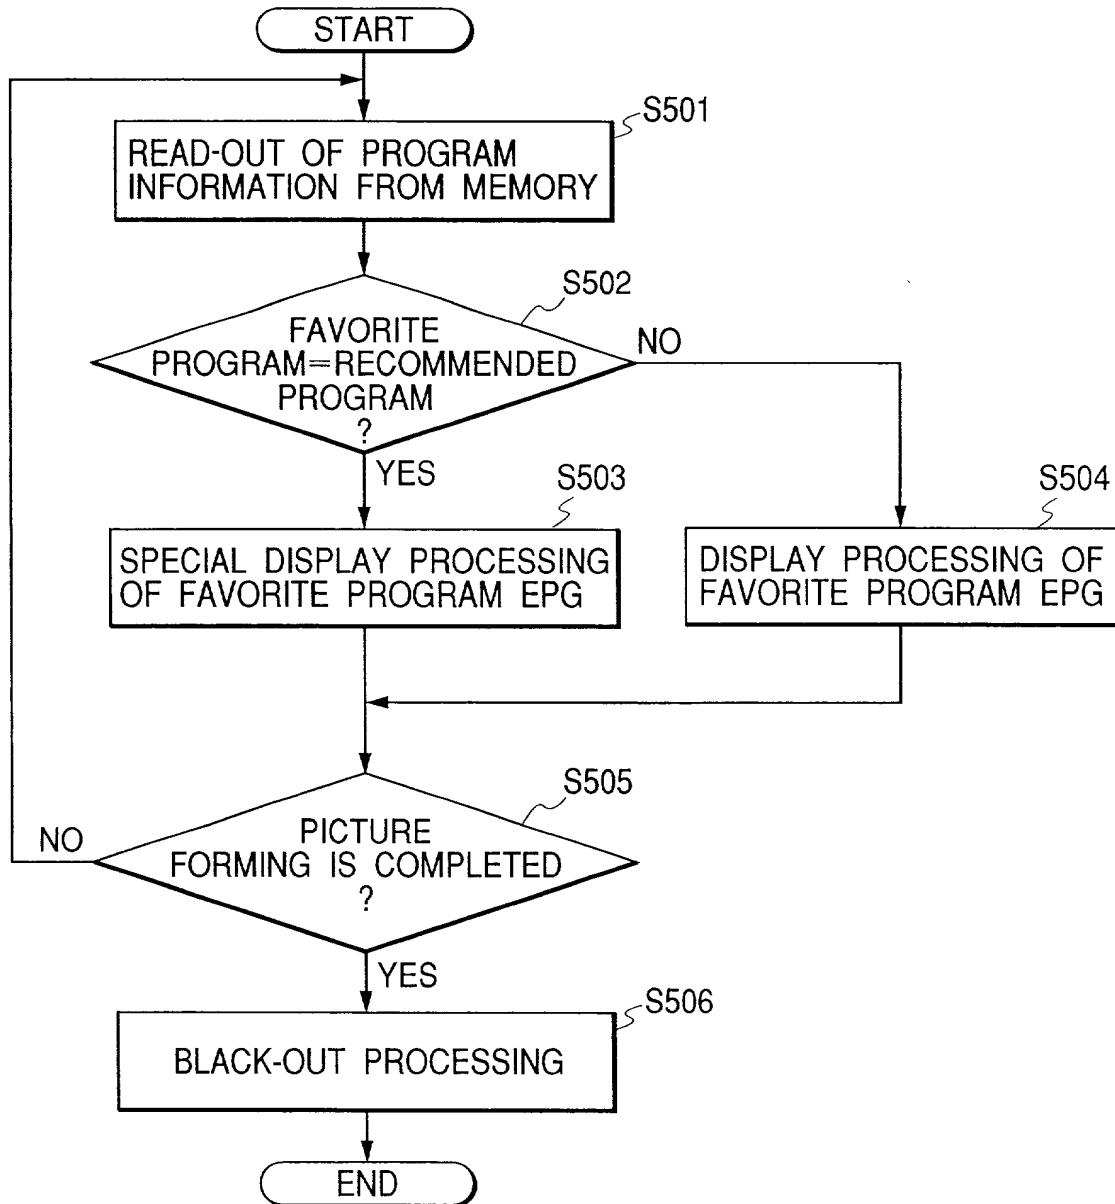 START
S501
READ-OUT OF PROGRAM
INFORMATION FROM MEMORY
S502
FAVORITE
PROGRAM=RECOMMENDED
PROGRAM
?
NO
YES
S503
SPECIAL DISPLAY PROCESSING
OF FAVORITE PROGRAM EPG
S504
DISPLAY PROCESSING OF
FAVORITE PROGRAM EPG
S505
PICTURE
FORMING IS COMPLETED
?
NO
YES
S506
BLACK-OUT PROCESSING
END